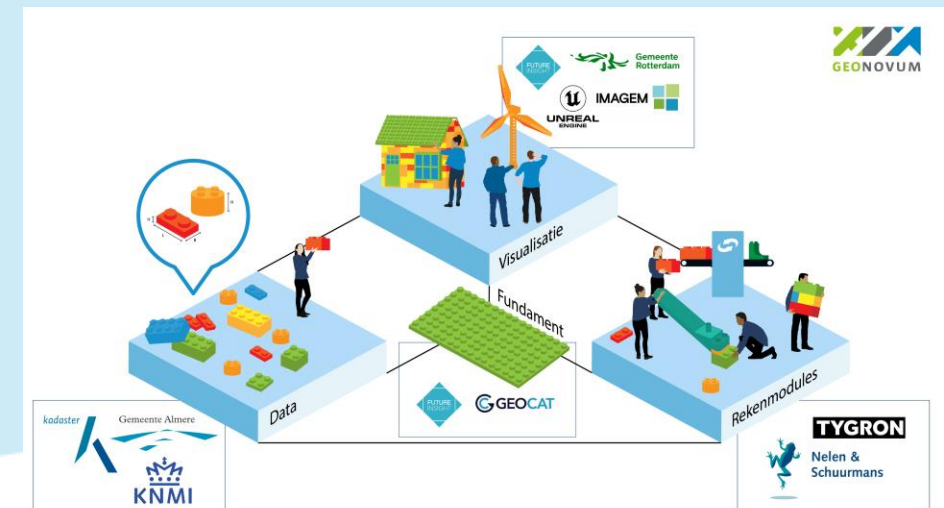 GEONOVUM
FUTURE
INSIGHT
Gemeente
Rotterdam
UNREAL
ENGINE
IMAGEM
Visualisatie
H
L
B
H
Fundament
Data
Rekenmodules
FUTURE
INSIGHT
GEOCAT
kadaster
Gemeente Almere
KNMI
TYGRON
Nelen &
Schuurmans